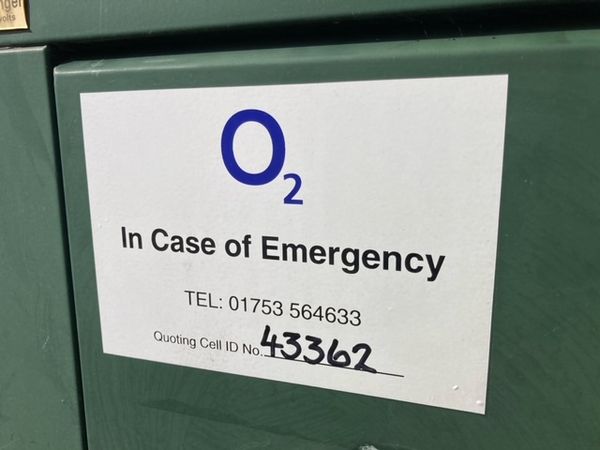 O2
In Case of Emergency
TEL: 01753 564633
Quoting Cell ID No. 43362